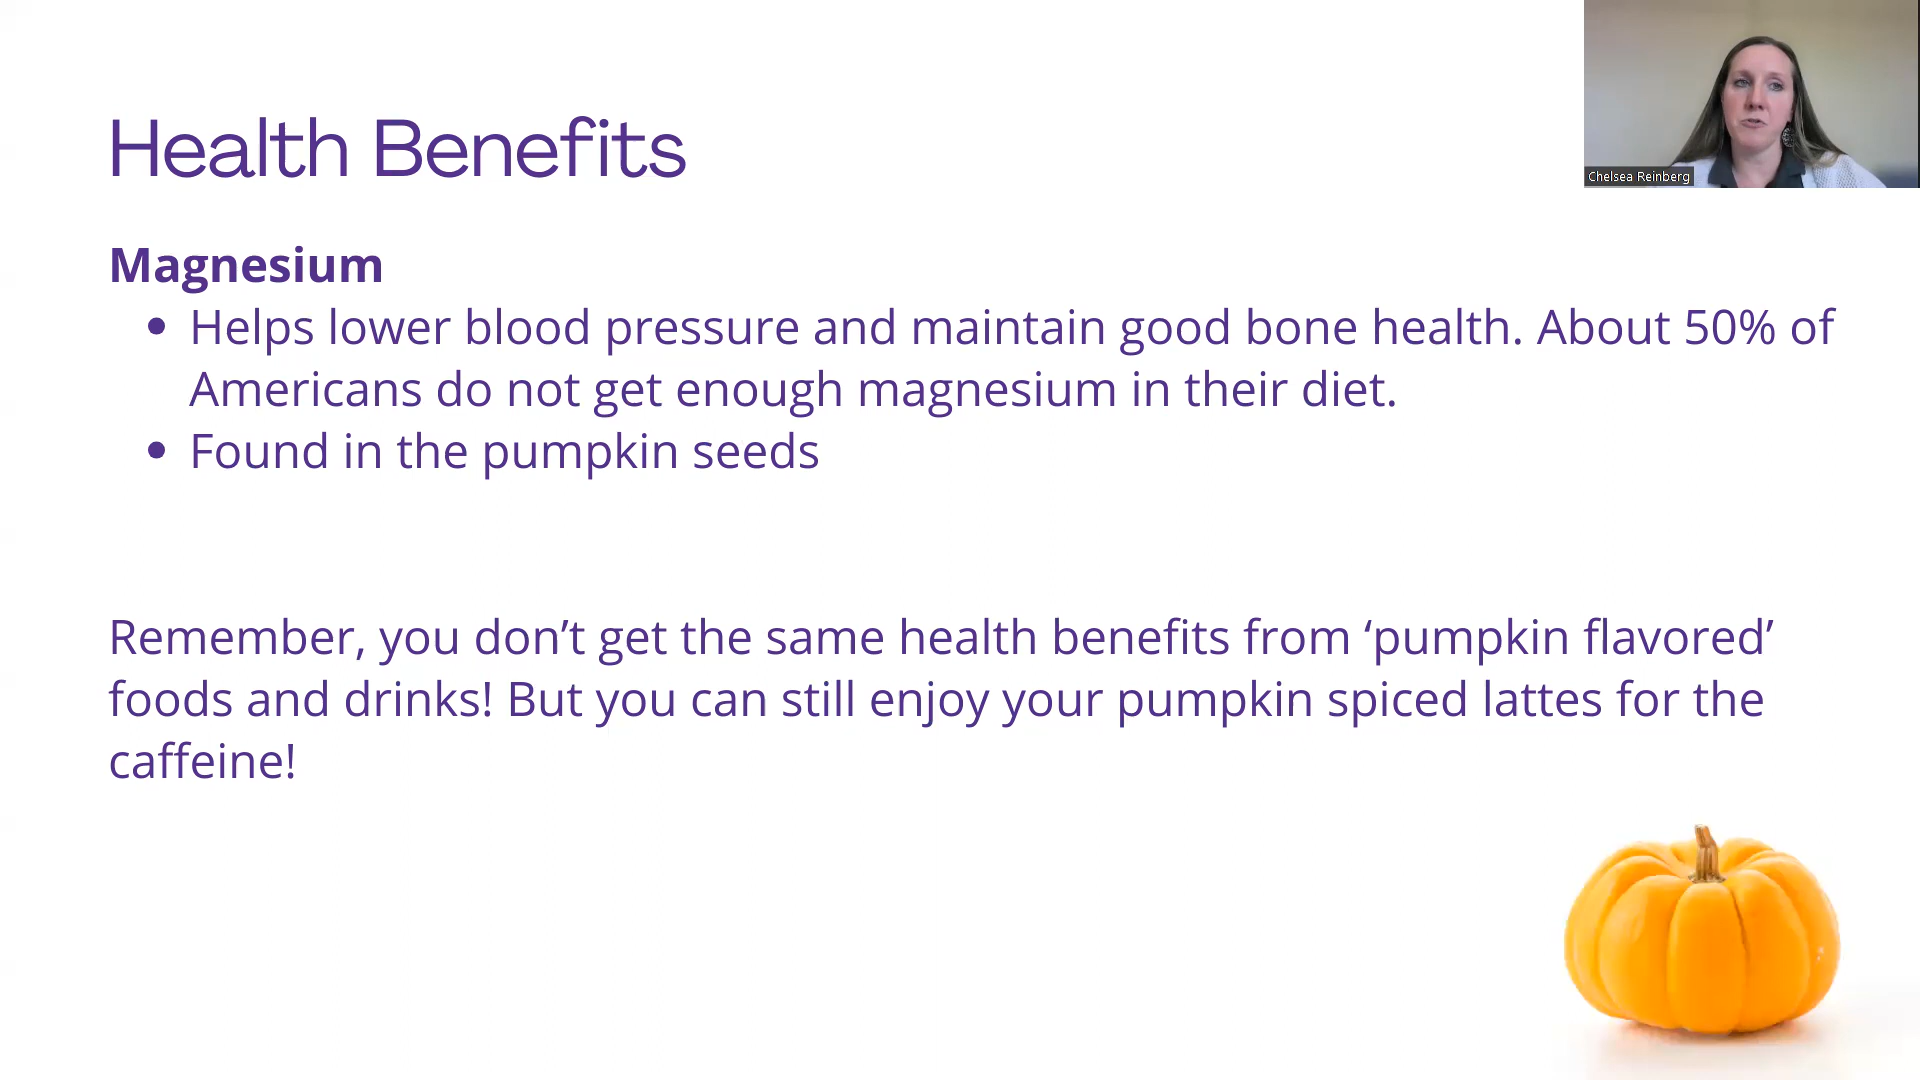 Health Benefits
Chelsea Reinberg
Magnesium
• Helps lower blood pressure and maintain good bone health. About 50% of
Americans do not get enough magnesium in their diet.
• Found in the pumpkin seeds
Remember, you don’t get the same health benefits from ‘pumpkin flavored’
foods and drinks! But you can still enjoy your pumpkin spiced lattes for the
caffeine!